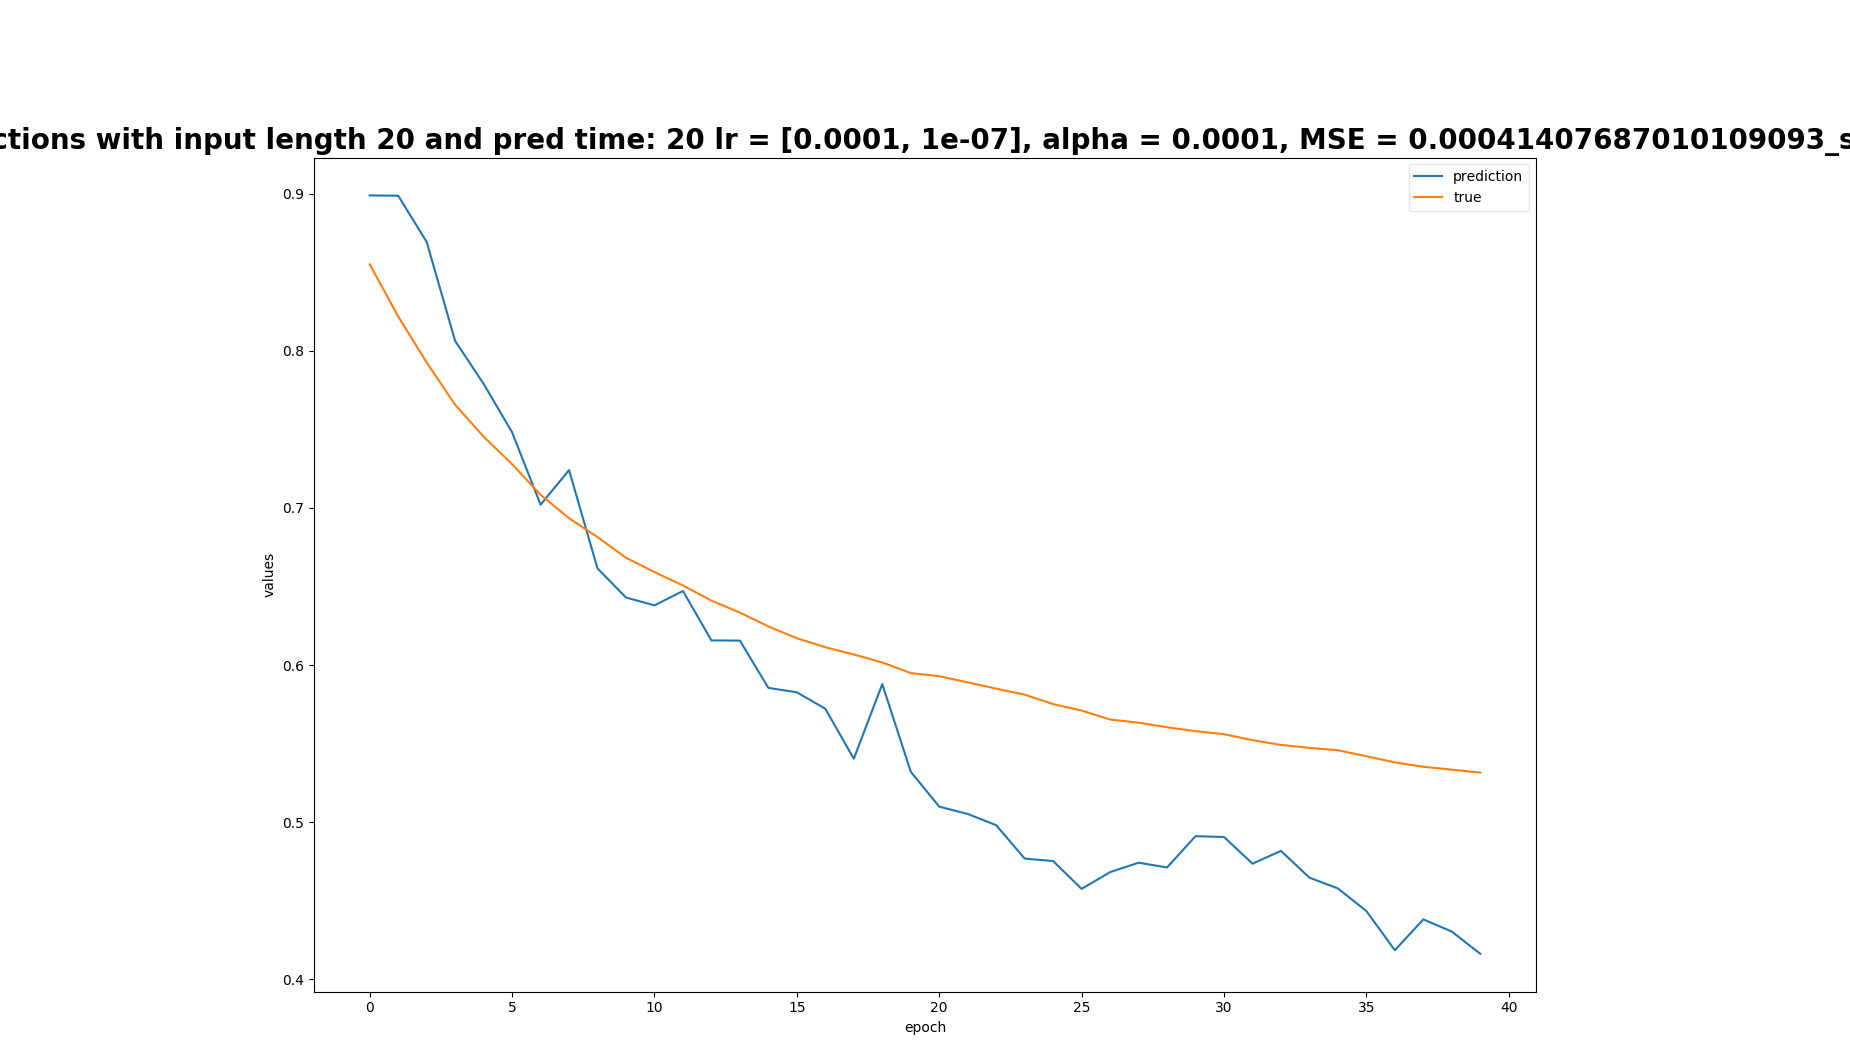 ctions with input length 20 and pred time: 20 lr = [0.0001, 1e-07], alpha = 0.0001, MSE = 0.00041407687010109093_s
prediction
true
0.9
0.8
0.7
0.6
0.5
0.4
values
0 5 10 15 20 25 30 35 40
epoch